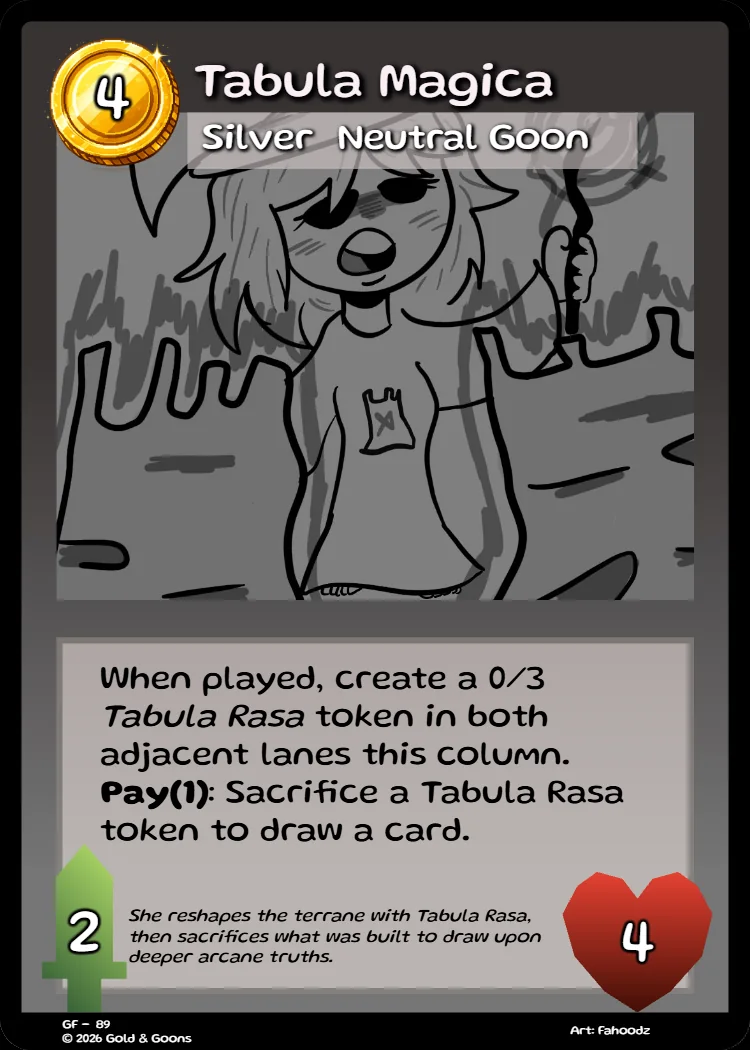 4
Tabula Magica
Silver Neutral Goon
When played, create a 0/3
Tabula Rasa token in both
adjacent lanes this column.
Pay(1): Sacrifice a Tabula Rasa
token to draw a card.
2
She reshapes the terrane with Tabula Rasa,
then sacrifices what was built to draw upon
deeper arcane truths.
4
GF - 89
© 2026 Gold & Goons
Art: Fahoodz